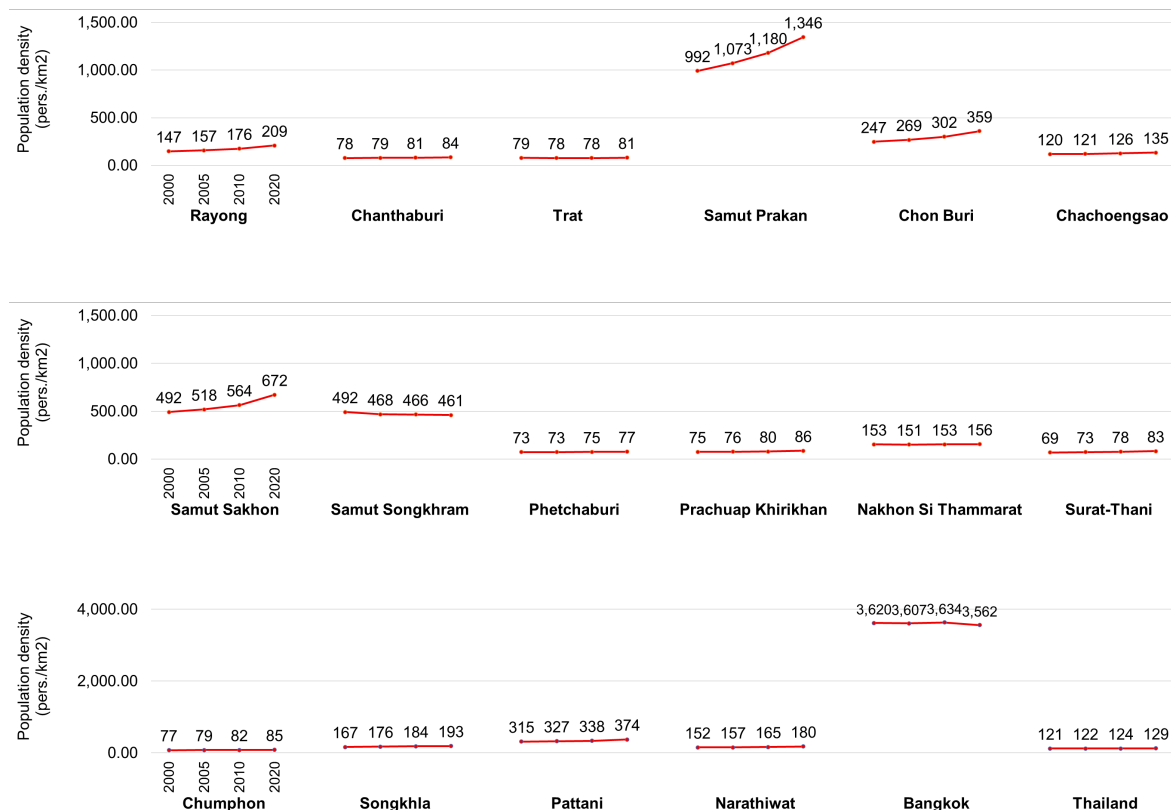 Population density
(pers./km2)
1,500.00
1,000.00
500.00
0.00
147 157 176 209
78 79 81 84
79 78 78 81
992 1,073 1,180 1,346
247 269 302 359
120 121 126 135
2000 2005 2010 2020
Rayong Chanthaburi Trat Samut Prakan Chon Buri Chachoengsao
Population density
(pers./km2)
1,500.00
1,000.00
500.00
0.00
492 518 564 672
492 468 466 461
73 73 75 77
75 76 80 86
153 151 153 156
69 73 78 83
2000 2005 2010 2020
Samut Sakhon Samut Songkhram Phetchaburi Prachuap Khirikhan Nakhon Si Thammarat Surat-Thani
Population density
(pers./km2)
4,000.00
2,000.00
0.00
77 79 82 85
167 176 184 193
315 327 338 374
152 157 165 180
3,620 3,607 3,634 3,562
121 122 124 129
2000 2005 2010 2020
Chumphon Songkhla Pattani Narathiwat Bangkok Thailand